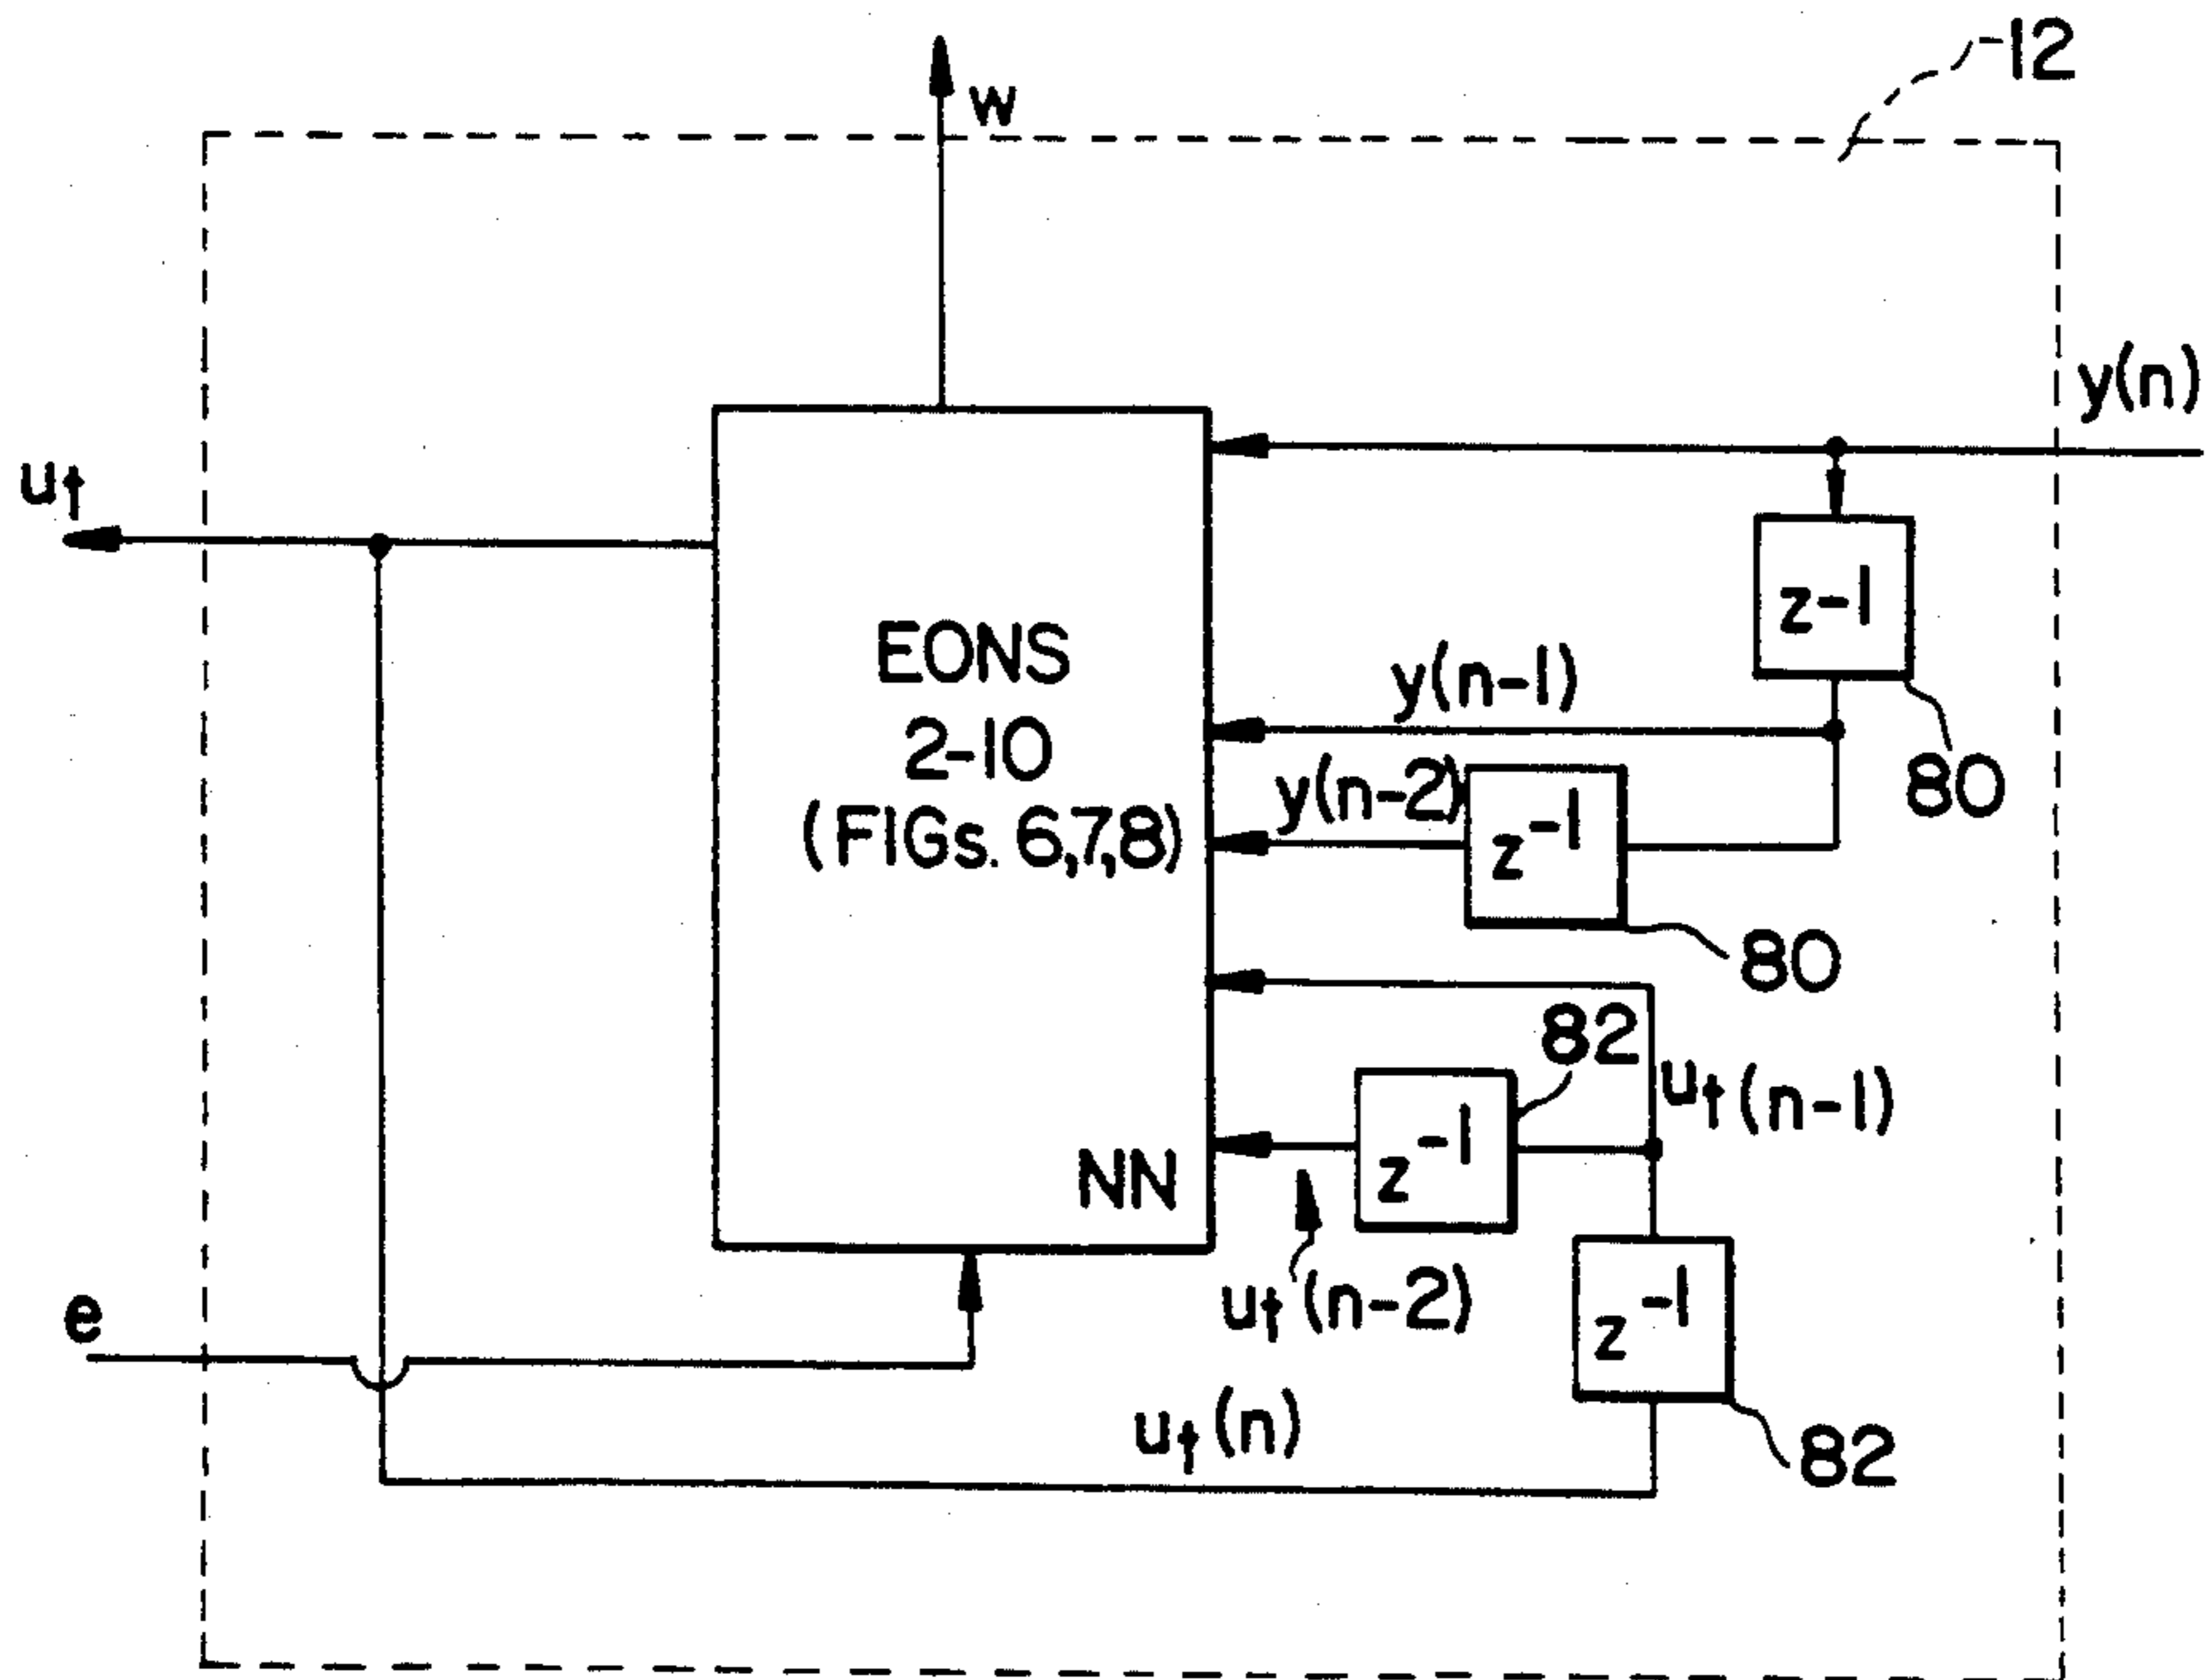 12
w
y(n)
u_t
z-1
EQNS
2-10
(FIGs. 6,7,8)
y(n-1)
80
y(n-2)
z^-1
80
82
u_t(n-1)
z^-1
NN
u_t(n-2)
z^-1
e
u_t(n)
82